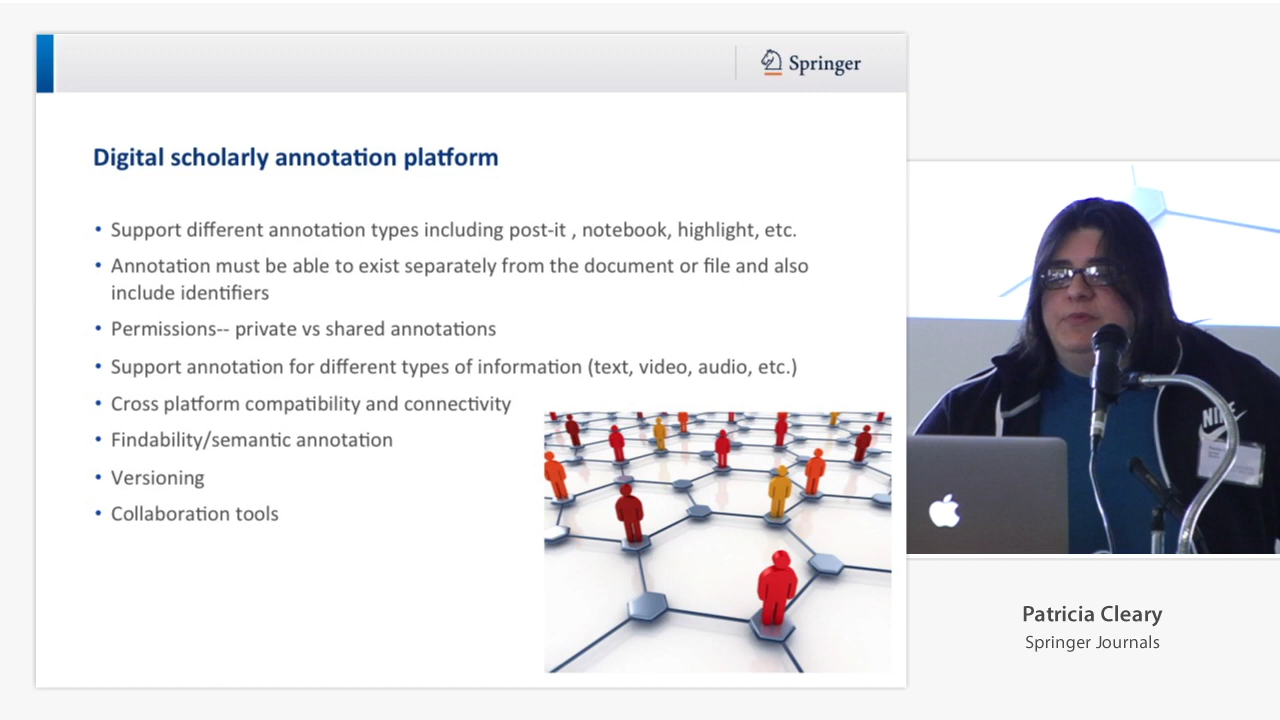 Springer
Digital scholarly annotation platform
• Support different annotation types including post-it , notebook, highlight, etc.
• Annotation must be able to exist separately from the document or file and also
include identifiers
• Permissions-- private vs shared annotations
• Support annotation for different types of information (text, video, audio, etc.)
• Cross platform compatibility and connectivity
• Findability/semantic annotation
• Versioning
• Collaboration tools
NIKE
Patricia Cleary
Springer Journals